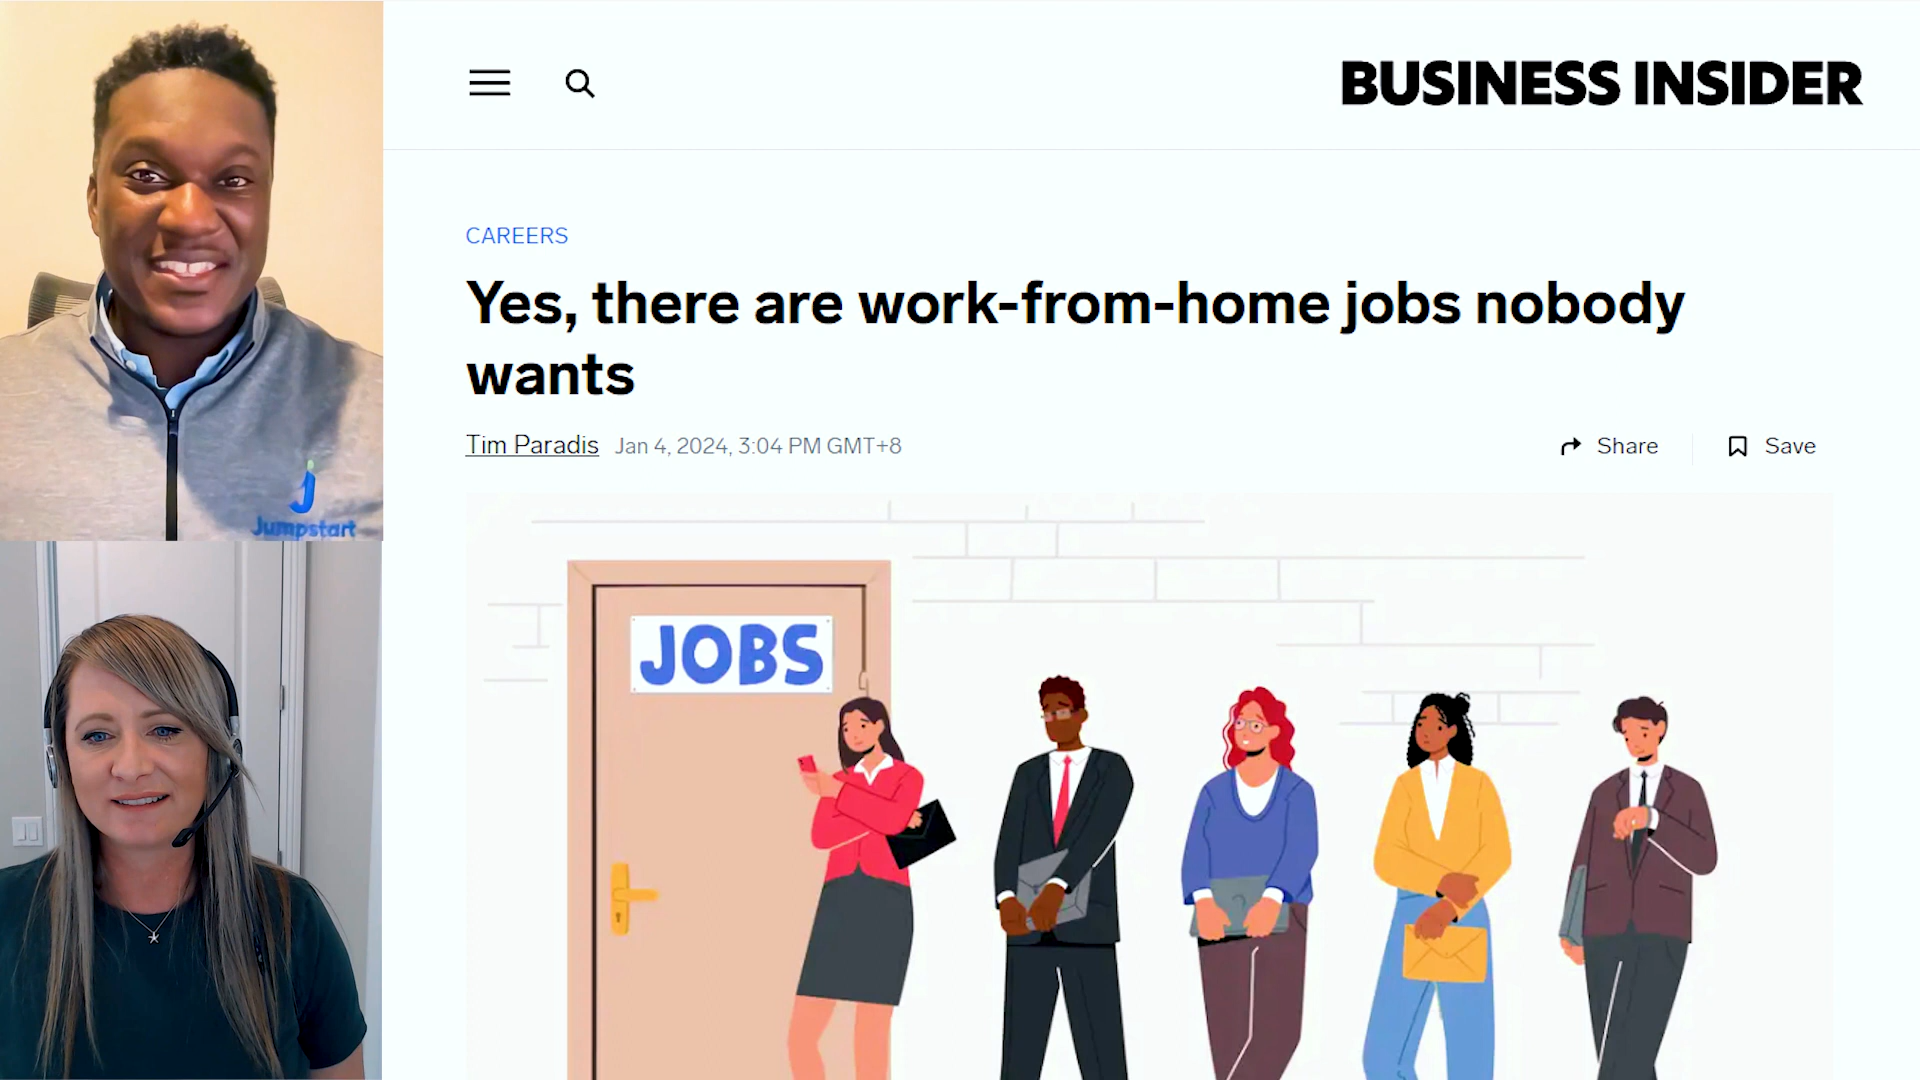 BUSINESS INSIDER
CAREERS
Yes, there are work-from-home jobs nobody
wants
Tim Paradis Jan 4, 2024, 3:04 PM GMT+8
Share Save
JOBS
Jumpstart